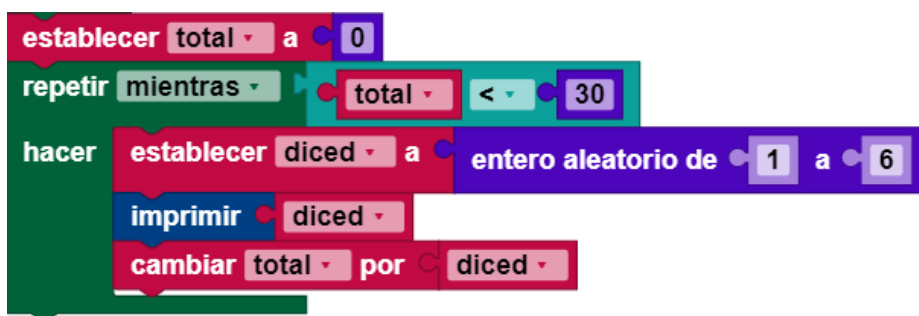 establecer total a 0
repetir mientras total < 30
hacer establecer diced a entero aleatorio de 1 a 6
imprimir diced
cambiar total por diced